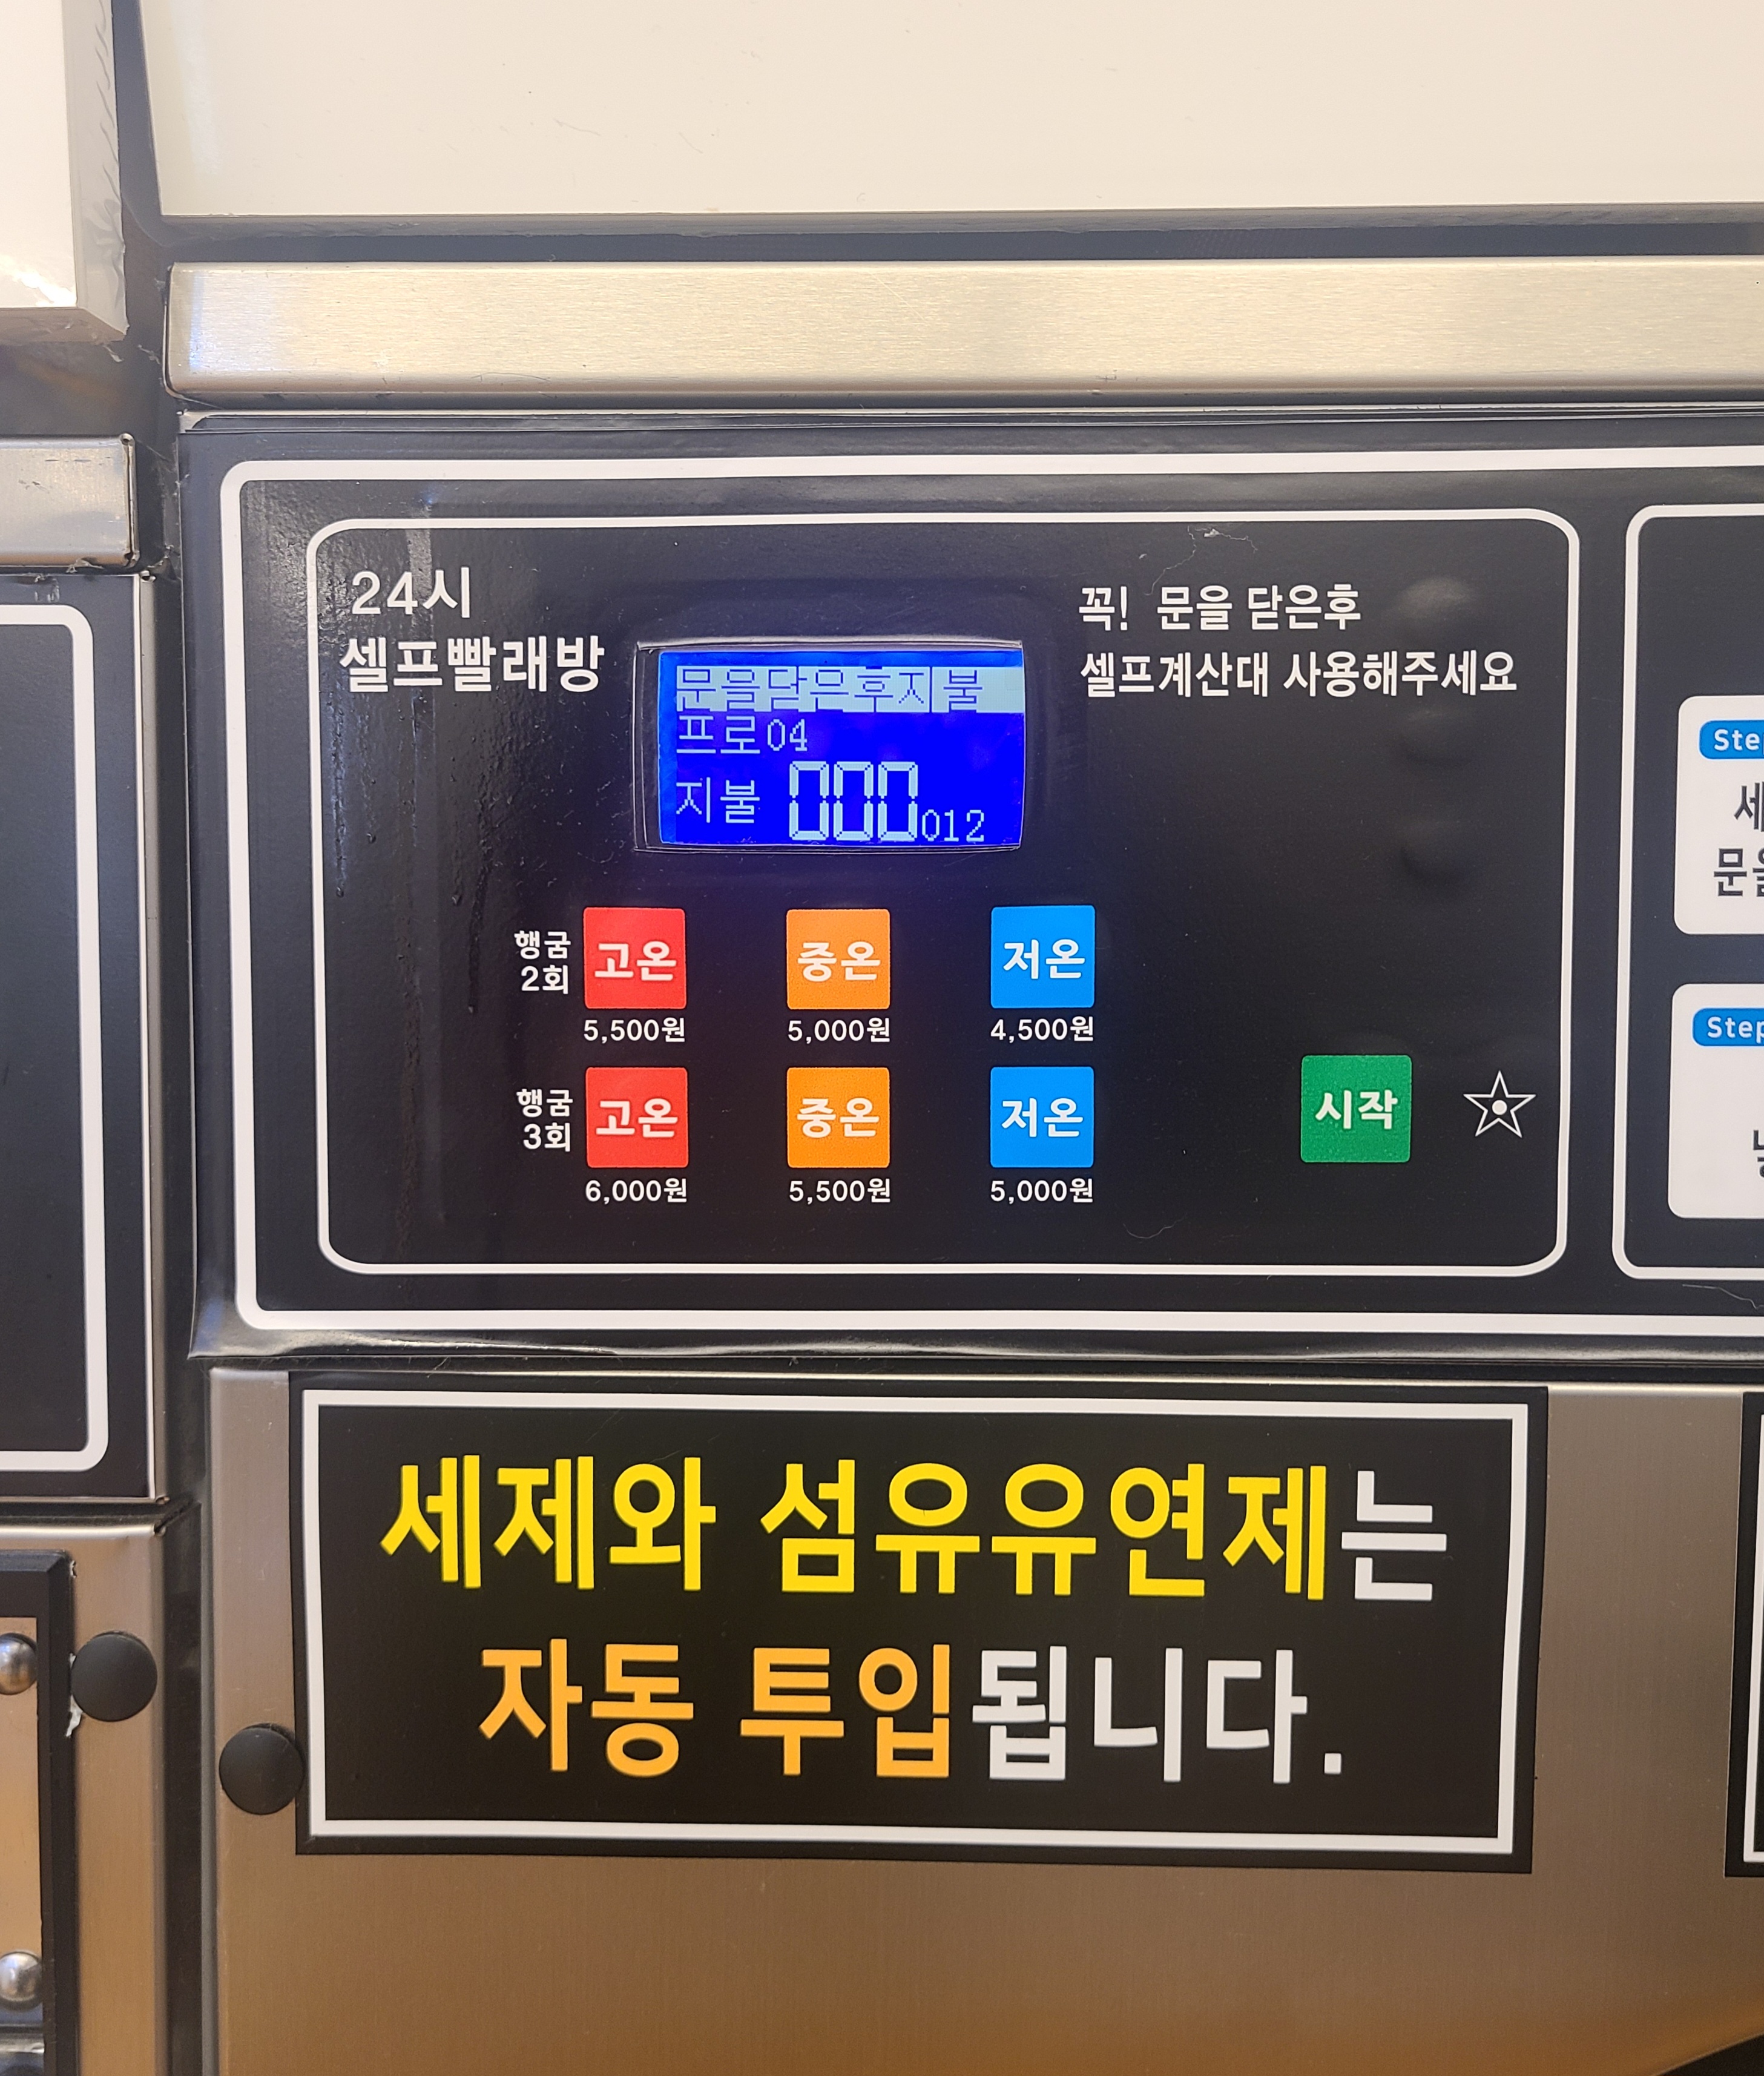 24시
셀프빨래방
문을닫은후지불
프로04
지불 000012
꼭! 문을 닫은후
셀프계산대 사용해주세요
행굼
2회
고온
중온
저온
5,500원
5,000원
4,500원
행굼
3회
고온
중온
저온
시작
6,000원
5,500원
5,000원
세제와 섬유유연제는
자동 투입됩니다.
Step